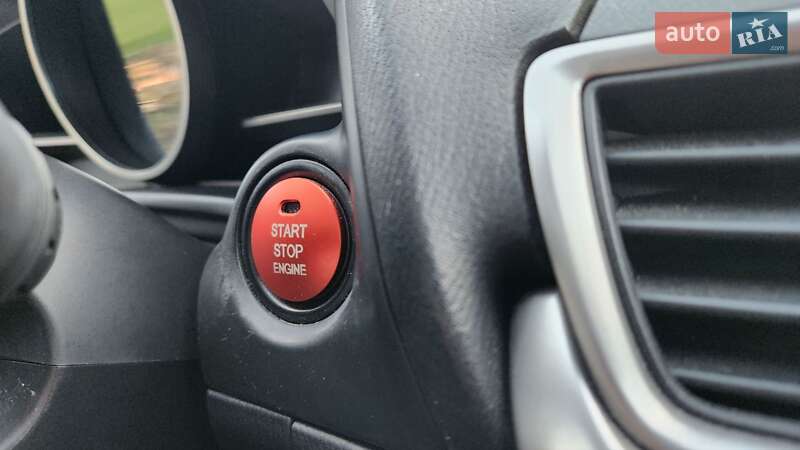 auto RIA
.com
START
STOP
ENGINE